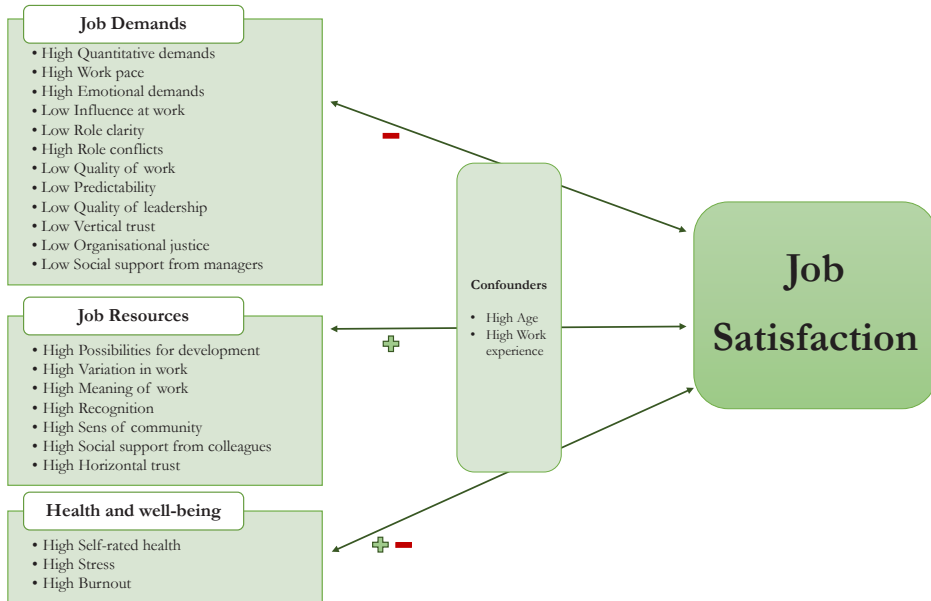 Job Demands
• High Quantitative demands
• High Work pace
• High Emotional demands
• Low Influence at work
• Low Role clarity
• High Role conflicts
• Low Quality of work
• Low Predictability
• Low Quality of leadership
• Low Vertical trust
• Low Organisational justice
• Low Social support from managers
Job Resources
• High Possibilities for development
• High Variation in work
• High Meaning of work
• High Recognition
• High Sens of community
• High Social support from colleagues
• High Horizontal trust
Health and well-being
• High Self-rated health
• High Stress
• High Burnout
Confounders
• High Age
• High Work
experience
Job
Satisfaction